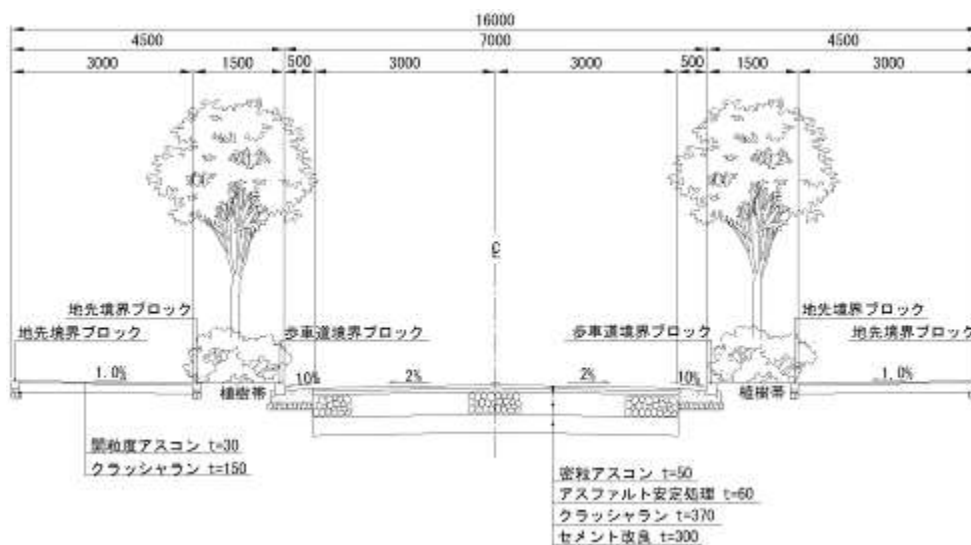 16000
4500 7000 4500
3000 1500 500 3000 3000 500 1500 3000
℄
地先境界ブロック 地先境界ブロック
地先境界ブロック 歩車道境界ブロック 歩車道境界ブロック 地先境界ブロック
1.0% 10% 2% 2% 10% 1.0%
植樹帯 植樹帯
開粒度アスコン t=30
クラッシャラン t=150
密粒アスコン t=50
アスファルト安定処理 t=60
クラッシャラン t=370
セメント改良 t=300